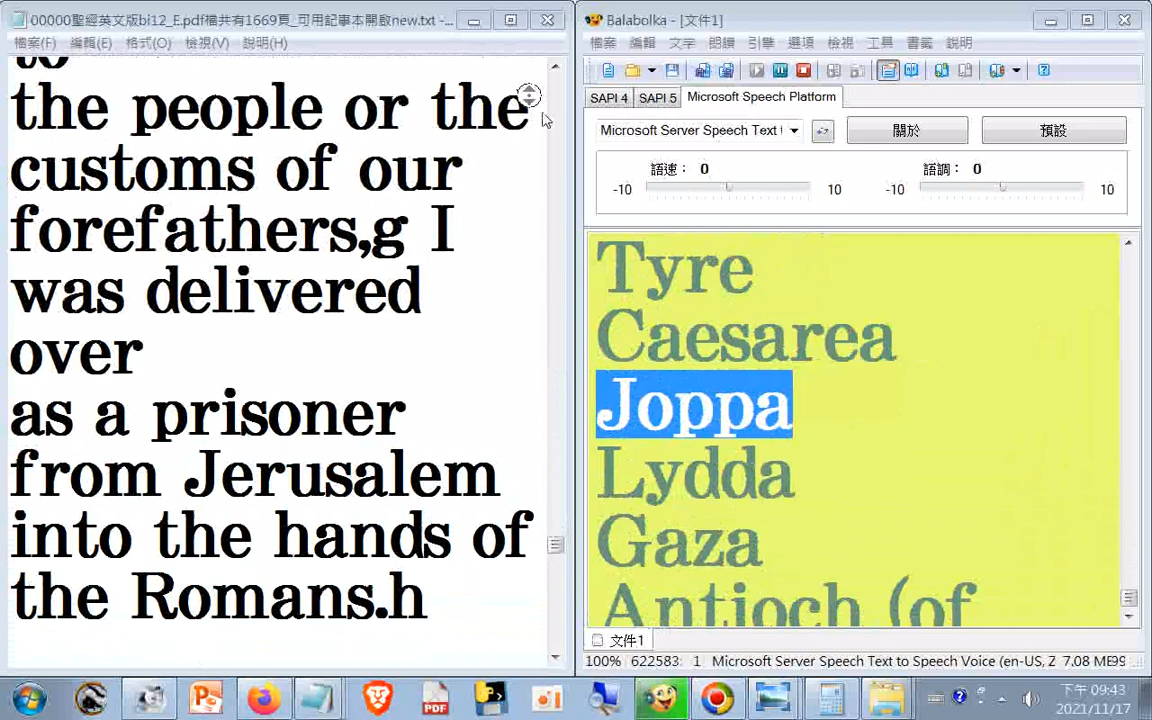 00000聖經英文版bi12_E.pdf檔共有1669頁_可用記事本開啟new.txt -...
檔案(F) 編輯(E) 格式(O) 檢視(V) 說明(H)
to
the people or the
customs of our
forefathers,g I
was delivered
over
as a prisoner
from Jerusalem
into the hands of
the Romans.h
Balabolka - [文件1]
檔案 編輯 文字 朗讀 引擎 選項 檢視 工具 書籤 說明
SAPI 4 SAPI 5 Microsoft Speech Platform
Microsoft Server Speech Text 關於 預設
語速： 0 語調： 0
-10 10 -10 10
Tyre
Caesarea
Joppa
Lydda
Gaza
Antioch (of
文件1
100% 622583: 1 Microsoft Server Speech Text to Speech Voice (en-US, Z 7.08 ME99
下午 09:43
2021/11/17